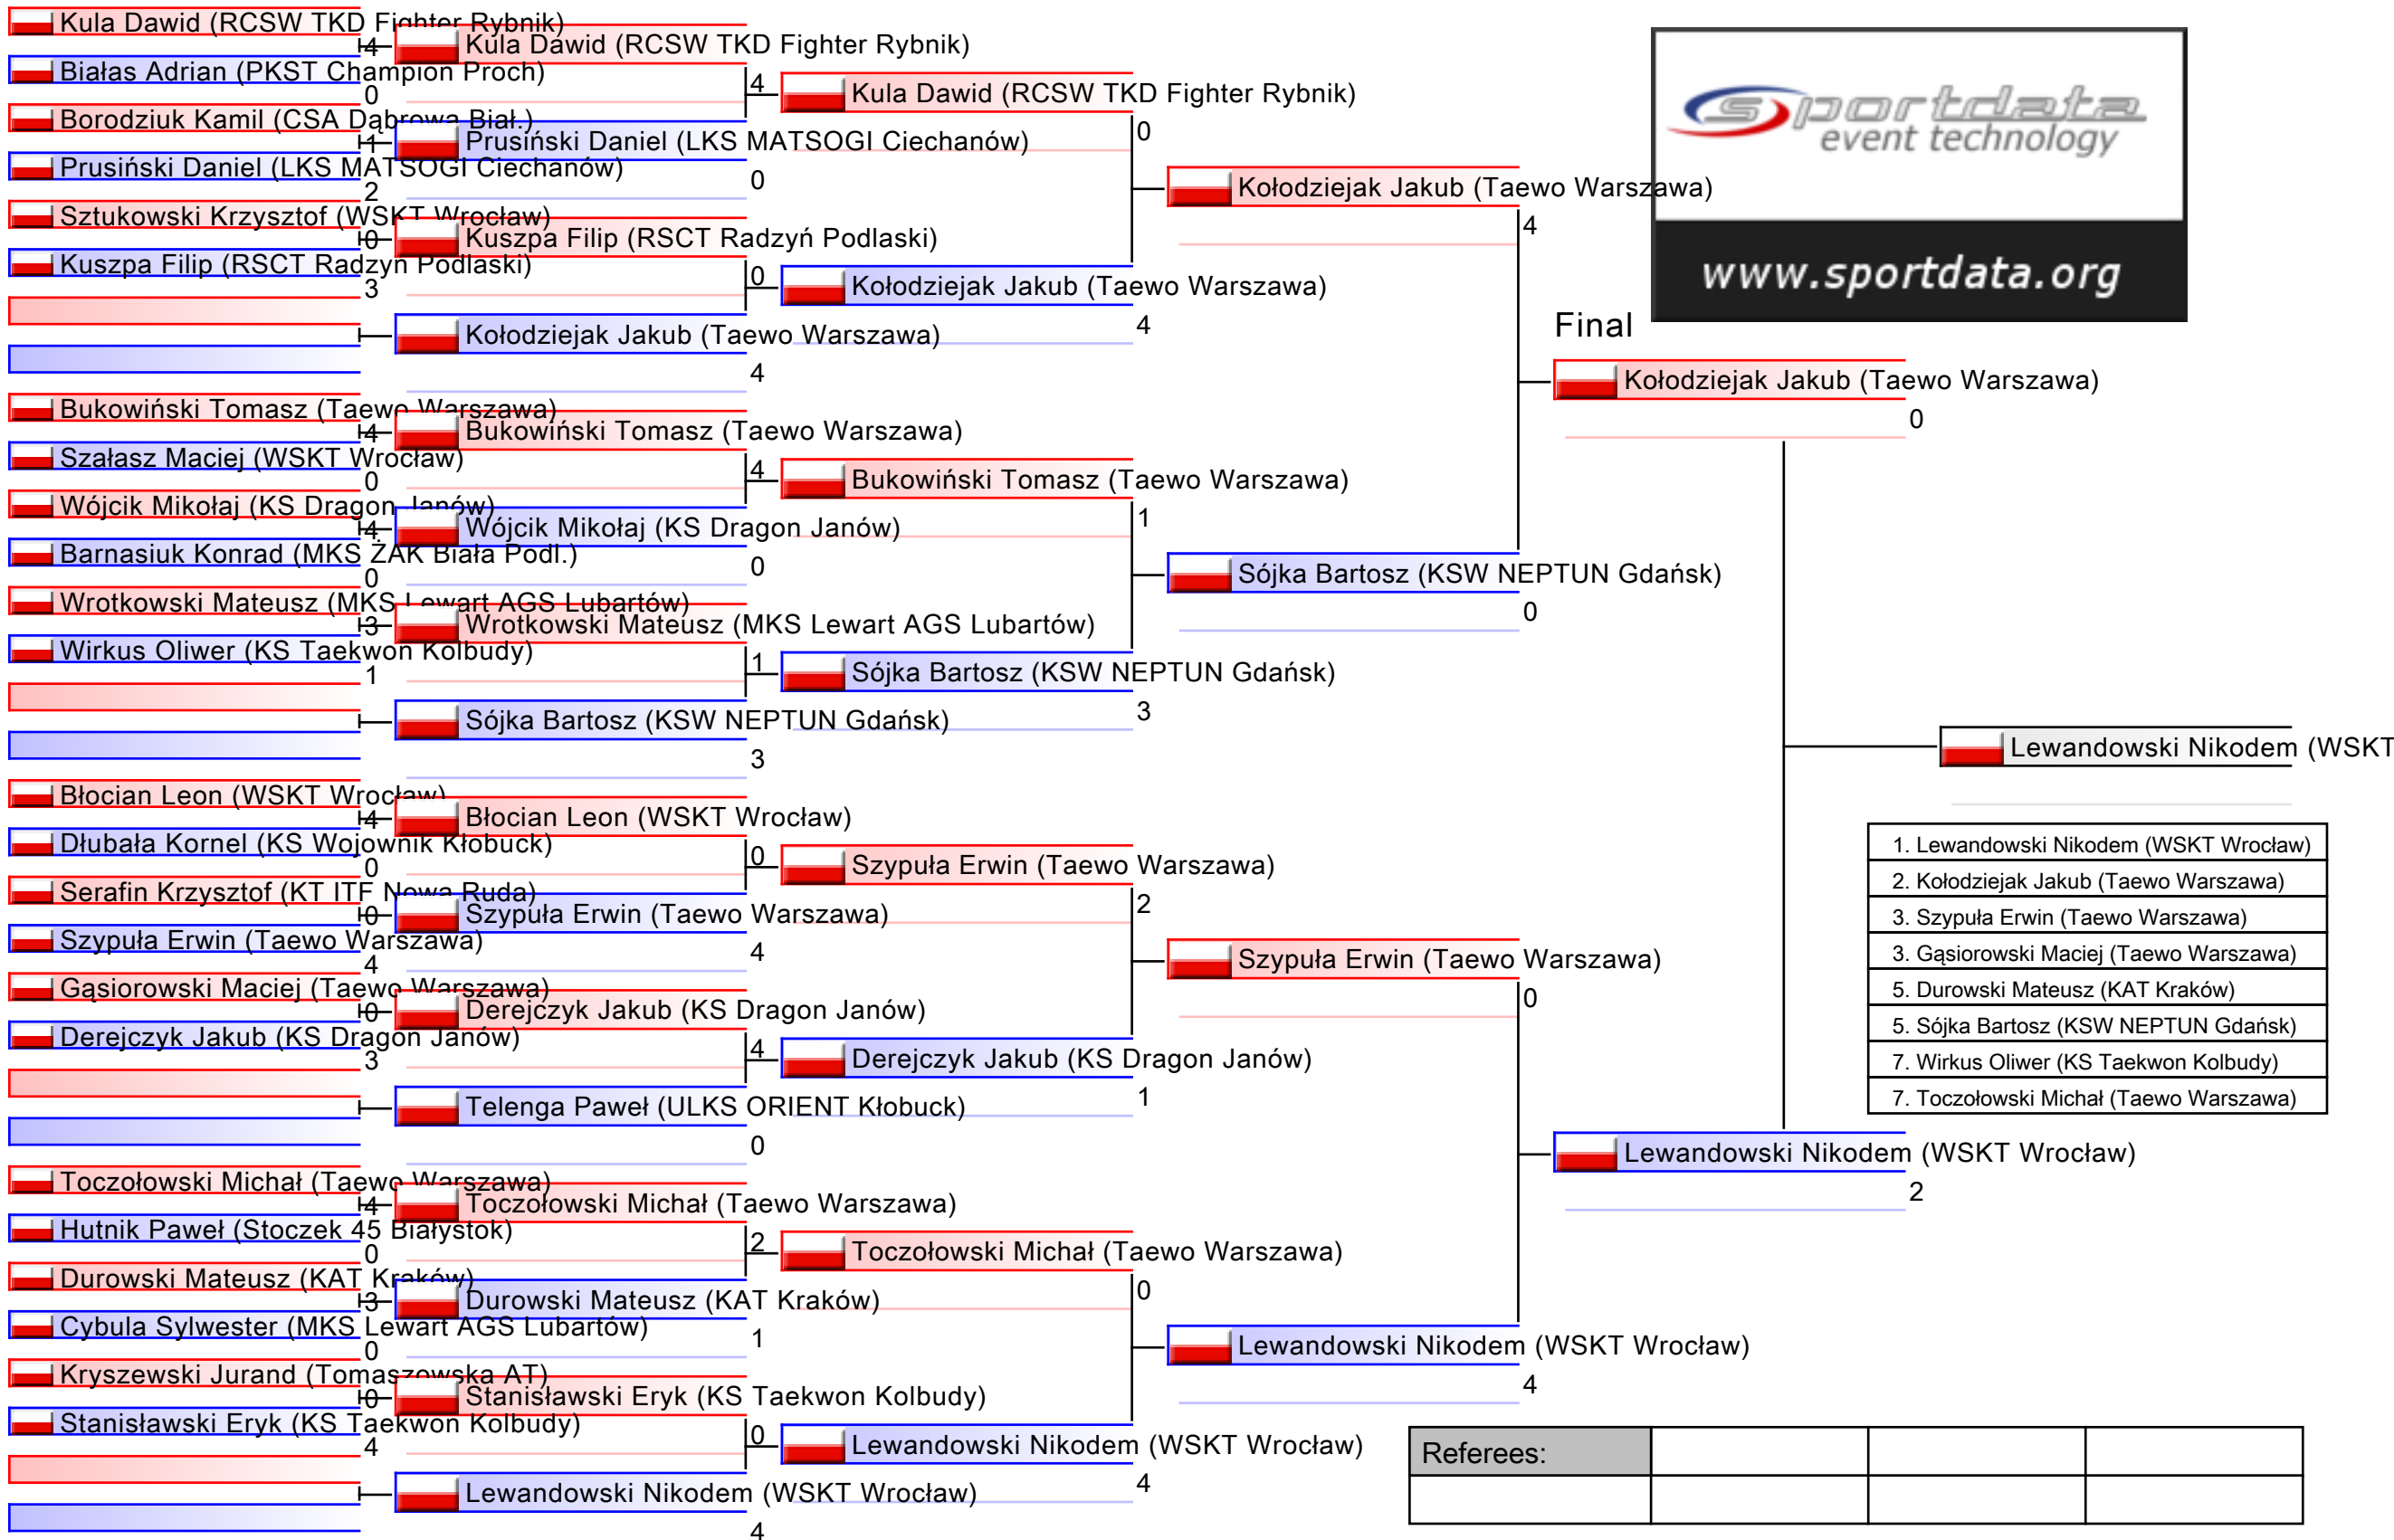 Kula Dawid (RCSW TKD Fighter Rybnik)
4
Białas Adrian (PKST Champion Proch)
0
Borodziuk Kamil (CSA Dąbrowa Biał.)
1
Prusiński Daniel (LKS MATSOGI Ciechanów)
2
Sztukowski Krzysztof (WSKT Wrocław)
0
Kuszpa Filip (RSCT Radzyń Podlaski)
3
Bukowiński Tomasz (Taewo Warszawa)
4
Szałasz Maciej (WSKT Wrocław)
0
Wójcik Mikołaj (KS Dragon Janów)
4
Barnasiuk Konrad (MKS ŻAK Biała Podl.)
0
Wrotkowski Mateusz (MKS Lewart AGS Lubartów)
3
Wirkus Oliwer (KS Taekwon Kolbudy)
1
Błocian Leon (WSKT Wrocław)
4
Dłubała Kornel (KS Wojownik Kłobuck)
0
Serafin Krzysztof (KT ITF Nowa Ruda)
0
Szypuła Erwin (Taewo Warszawa)
4
Gąsiorowski Maciej (Taewo Warszawa)
0
Derejczyk Jakub (KS Dragon Janów)
3
Toczołowski Michał (Taewo Warszawa)
4
Hutnik Paweł (Stoczek 45 Białystok)
0
Durowski Mateusz (KAT Kraków)
3
Cybula Sylwester (MKS Lewart AGS Lubartów)
0
Kryszewski Jurand (Tomaszowska AT)
0
Stanisławski Eryk (KS Taekwon Kolbudy)
4
Kula Dawid (RCSW TKD Fighter Rybnik)
4
Prusiński Daniel (LKS MATSOGI Ciechanów)
0
Kuszpa Filip (RSCT Radzyń Podlaski)
0
Kołodziejak Jakub (Taewo Warszawa)
4
Bukowiński Tomasz (Taewo Warszawa)
4
Wójcik Mikołaj (KS Dragon Janów)
0
Wrotkowski Mateusz (MKS Lewart AGS Lubartów)
1
Sójka Bartosz (KSW NEPTUN Gdańsk)
3
Błocian Leon (WSKT Wrocław)
0
Szypuła Erwin (Taewo Warszawa)
4
Derejczyk Jakub (KS Dragon Janów)
4
Telenga Paweł (ULKS ORIENT Kłobuck)
0
Toczołowski Michał (Taewo Warszawa)
2
Durowski Mateusz (KAT Kraków)
1
Stanisławski Eryk (KS Taekwon Kolbudy)
0
Lewandowski Nikodem (WSKT Wrocław)
4
Kula Dawid (RCSW TKD Fighter Rybnik)
0
Kołodziejak Jakub (Taewo Warszawa)
4
Bukowiński Tomasz (Taewo Warszawa)
1
Sójka Bartosz (KSW NEPTUN Gdańsk)
3
Szypuła Erwin (Taewo Warszawa)
2
Derejczyk Jakub (KS Dragon Janów)
1
Toczołowski Michał (Taewo Warszawa)
0
Lewandowski Nikodem (WSKT Wrocław)
4
Kołodziejak Jakub (Taewo Warszawa)
4
Sójka Bartosz (KSW NEPTUN Gdańsk)
0
Szypuła Erwin (Taewo Warszawa)
0
Lewandowski Nikodem (WSKT Wrocław)
4
sportdata
event technology
www.sportdata.org
Final
Kołodziejak Jakub (Taewo Warszawa)
0
Lewandowski Nikodem (WSKT Wrocław)
2
Lewandowski Nikodem (WSKT
1. Lewandowski Nikodem (WSKT Wrocław)
2. Kołodziejak Jakub (Taewo Warszawa)
3. Szypuła Erwin (Taewo Warszawa)
3. Gąsiorowski Maciej (Taewo Warszawa)
5. Durowski Mateusz (KAT Kraków)
5. Sójka Bartosz (KSW NEPTUN Gdańsk)
7. Wirkus Oliwer (KS Taekwon Kolbudy)
7. Toczołowski Michał (Taewo Warszawa)
Referees: